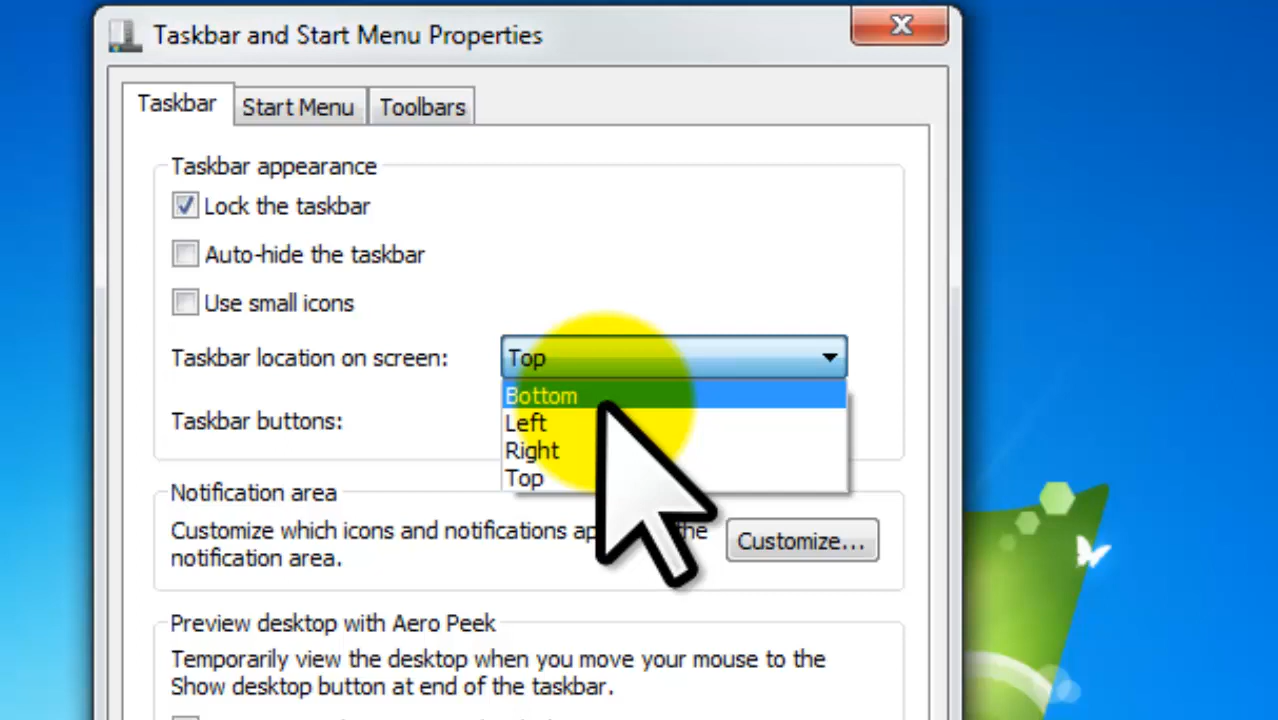 Taskbar and Start Menu Properties
Taskbar
Start Menu
Toolbars
Taskbar appearance
Lock the taskbar
Auto-hide the taskbar
Use small icons
Taskbar location on screen:
Top
Bottom
Left
Right
Top
Taskbar buttons:
Notification area
Customize which icons and notifications ap the
notification area.
Customize...
Preview desktop with Aero Peek
Temporarily view the desktop when you move your mouse to the
Show desktop button at end of the taskbar.